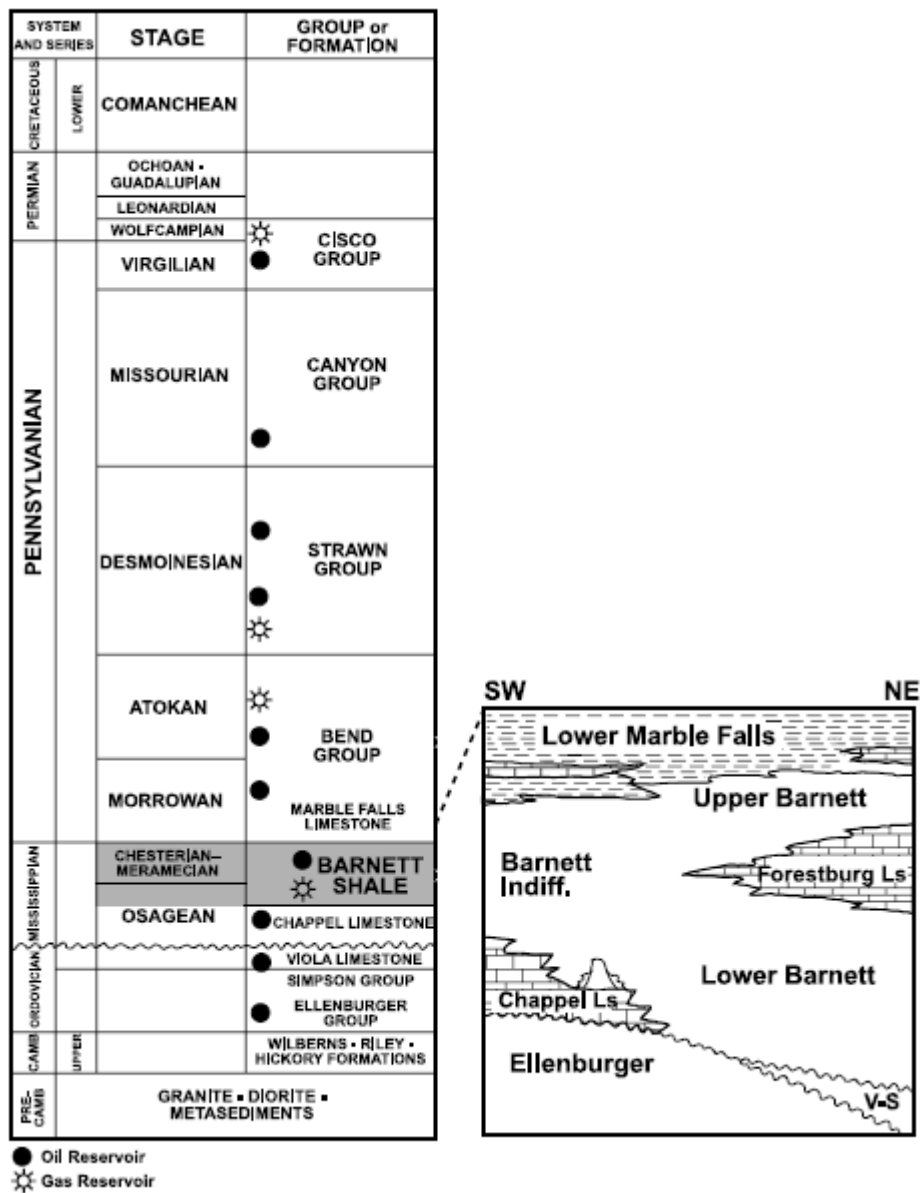 SYSTEM
AND SERIES
STAGE
GROUP or
FORMATION
CRETACEOUS
LOWER
COMANCHEAN
PERMIAN
OCHOAN -
GUADALUPIAN
LEONARDIAN
WOLFCAMPIAN
CISCO
GROUP
PENNSYLVANIAN
VIRGILIAN
MISSOURIAN
CANYON
GROUP
DESMOINESIAN
STRAWN
GROUP
ATOKAN
BEND
GROUP
MORROWAN
MARBLE FALLS
LIMESTONE
MISSISSIPPIAN
CHESTERIAN–
MERAMECIAN
BARNETT
SHALE
OSAGEAN
CHAPPEL LIMESTONE
ORDOVICIAN
VIOLA LIMESTONE
SIMPSON GROUP
ELLENBURGER
GROUP
CAMB
UPPER
WILBERNS - RILEY -
HICKORY FORMATIONS
PRE-
CAMB
GRANITE - DIORITE -
METASEDIMENTS
Oil Reservoir
Gas Reservoir
SW
NE
Lower Marble Falls
Upper Barnett
Barnett
Indiff.
Forestburg Ls
Lower Barnett
Chappel Ls
Ellenburger
V-S